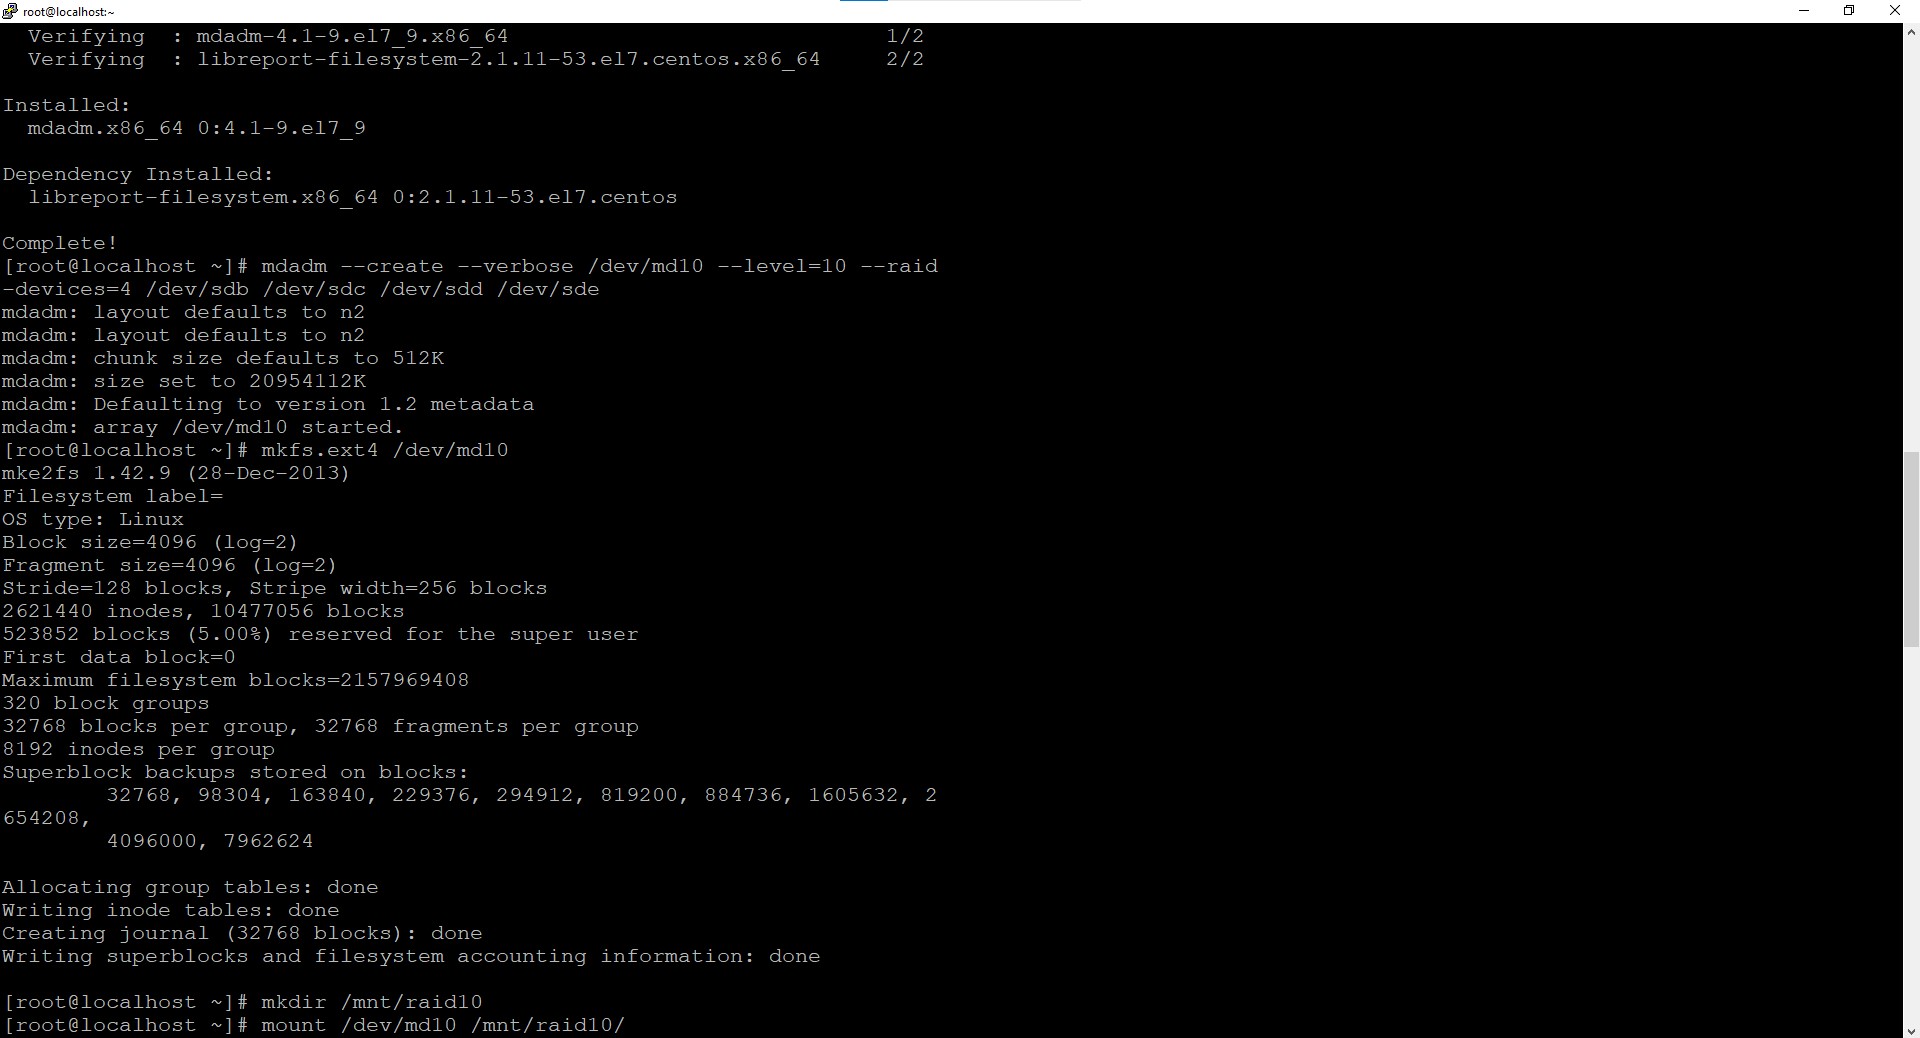 root@localhost:~
  Verifying  : mdadm-4.1-9.el7_9.x86_64                             1/2
  Verifying  : libreport-filesystem-2.1.11-53.el7.centos.x86_64     2/2

Installed:
  mdadm.x86_64 0:4.1-9.el7_9

Dependency Installed:
  libreport-filesystem.x86_64 0:2.1.11-53.el7.centos

Complete!
[root@localhost ~]# mdadm --create --verbose /dev/md10 --level=10 --raid
-devices=4 /dev/sdb /dev/sdc /dev/sdd /dev/sde
mdadm: layout defaults to n2
mdadm: layout defaults to n2
mdadm: chunk size defaults to 512K
mdadm: size set to 20954112K
mdadm: Defaulting to version 1.2 metadata
mdadm: array /dev/md10 started.
[root@localhost ~]# mkfs.ext4 /dev/md10
mke2fs 1.42.9 (28-Dec-2013)
Filesystem label=
OS type: Linux
Block size=4096 (log=2)
Fragment size=4096 (log=2)
Stride=128 blocks, Stripe width=256 blocks
2621440 inodes, 10477056 blocks
523852 blocks (5.00%) reserved for the super user
First data block=0
Maximum filesystem blocks=2157969408
320 block groups
32768 blocks per group, 32768 fragments per group
8192 inodes per group
Superblock backups stored on blocks:
        32768, 98304, 163840, 229376, 294912, 819200, 884736, 1605632, 2
654208,
        4096000, 7962624

Allocating group tables: done
Writing inode tables: done
Creating journal (32768 blocks): done
Writing superblocks and filesystem accounting information: done

[root@localhost ~]# mkdir /mnt/raid10
[root@localhost ~]# mount /dev/md10 /mnt/raid10/